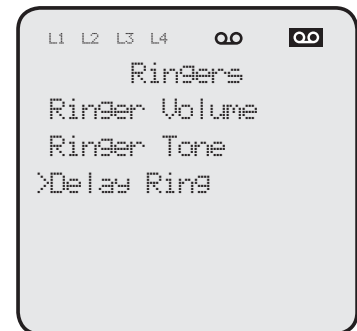 L1 L2 L3 L4
Ringers
Ringer Volume
Ringer Tone
>Delay Ring